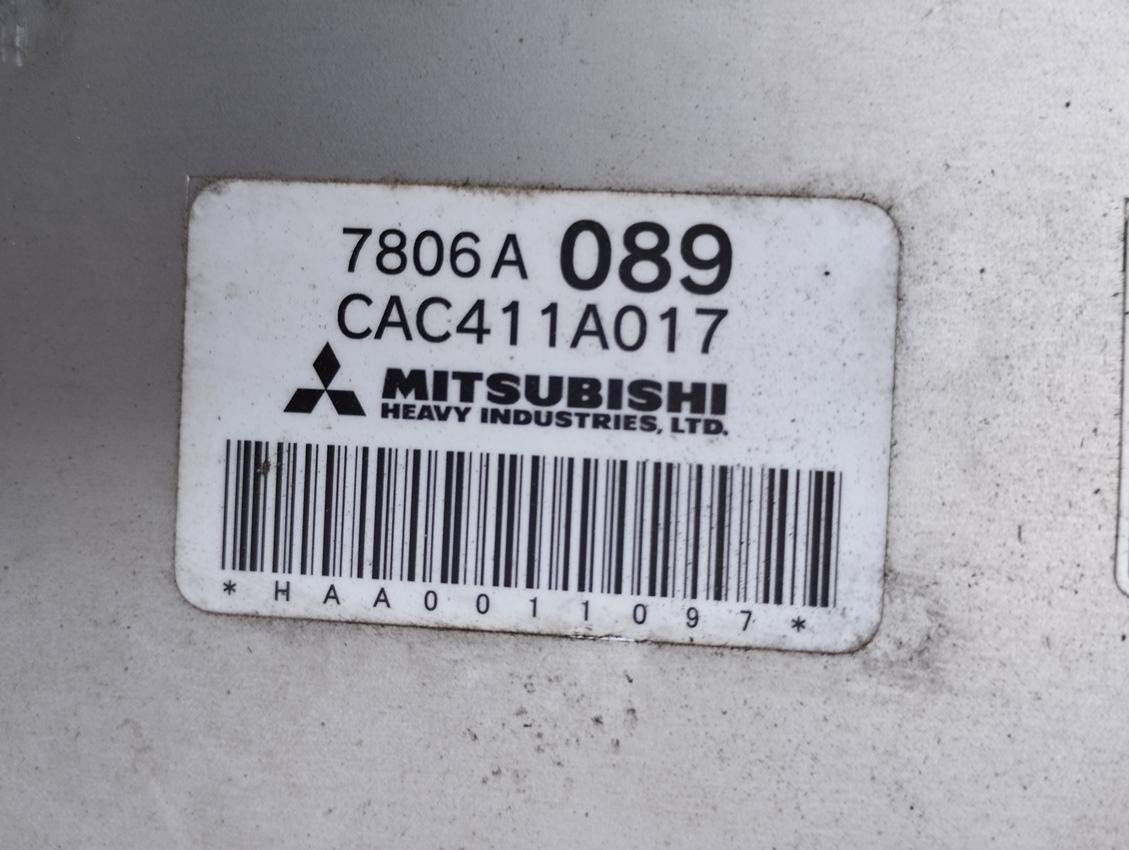 7806A 089
CAC411A017
MITSUBISHI
HEAVY INDUSTRIES, LTD.
*HAA0011097*